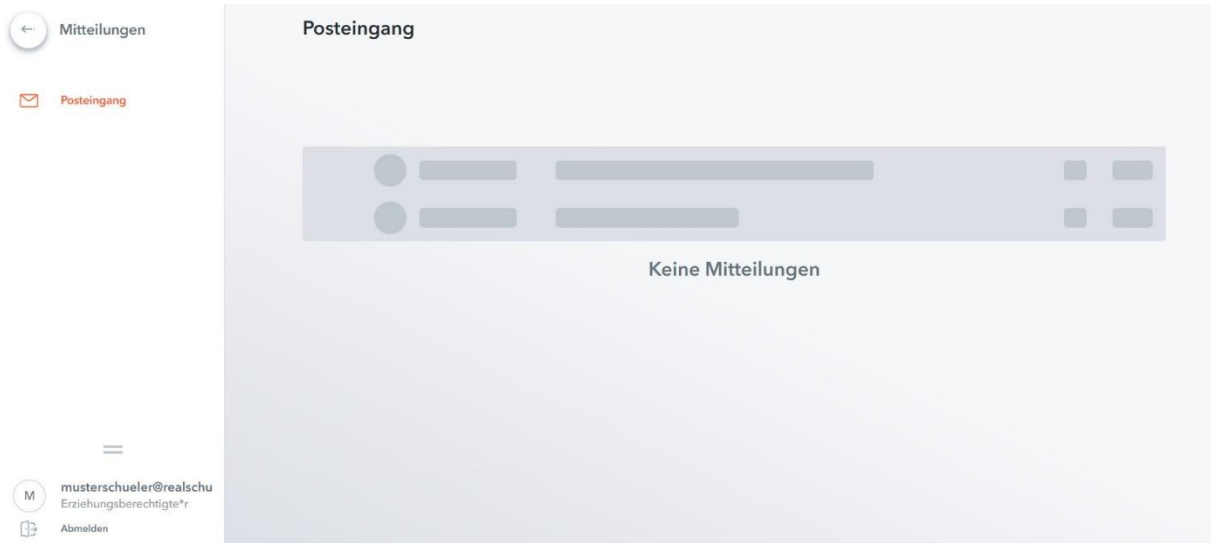 Mitteilungen
Posteingang
Posteingang
Keine Mitteilungen
M
musterschueler@realschu
Erziehungsberechtigte*r
Abmelden